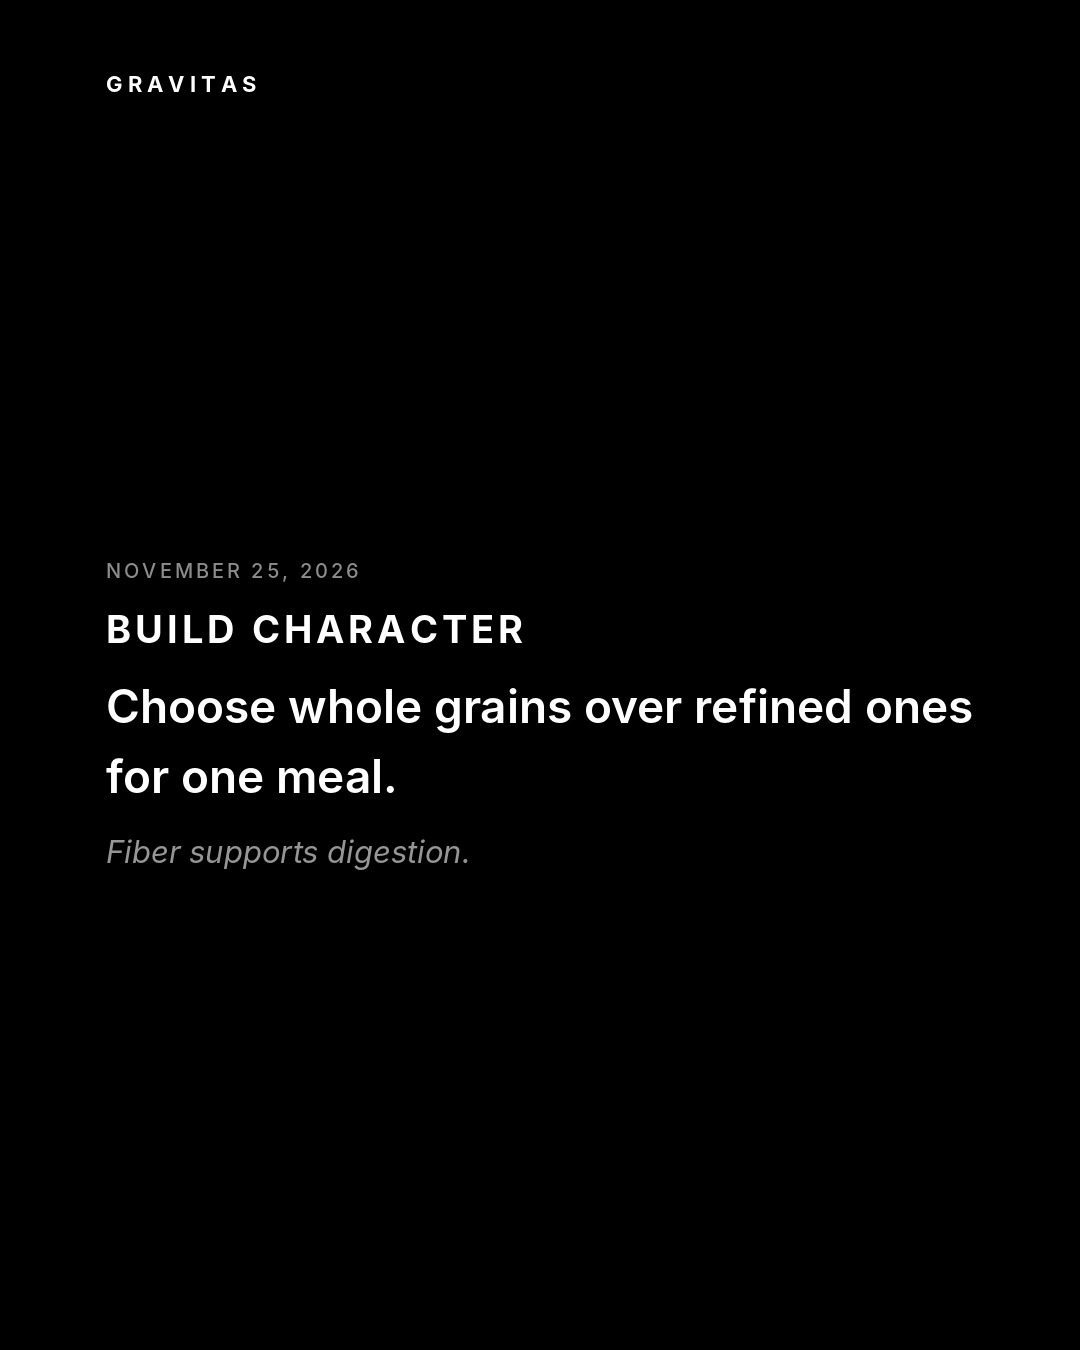 GRAVITAS
NOVEMBER 25, 2026
BUILD CHARACTER
Choose whole grains over refined ones
for one meal.
Fiber supports digestion.